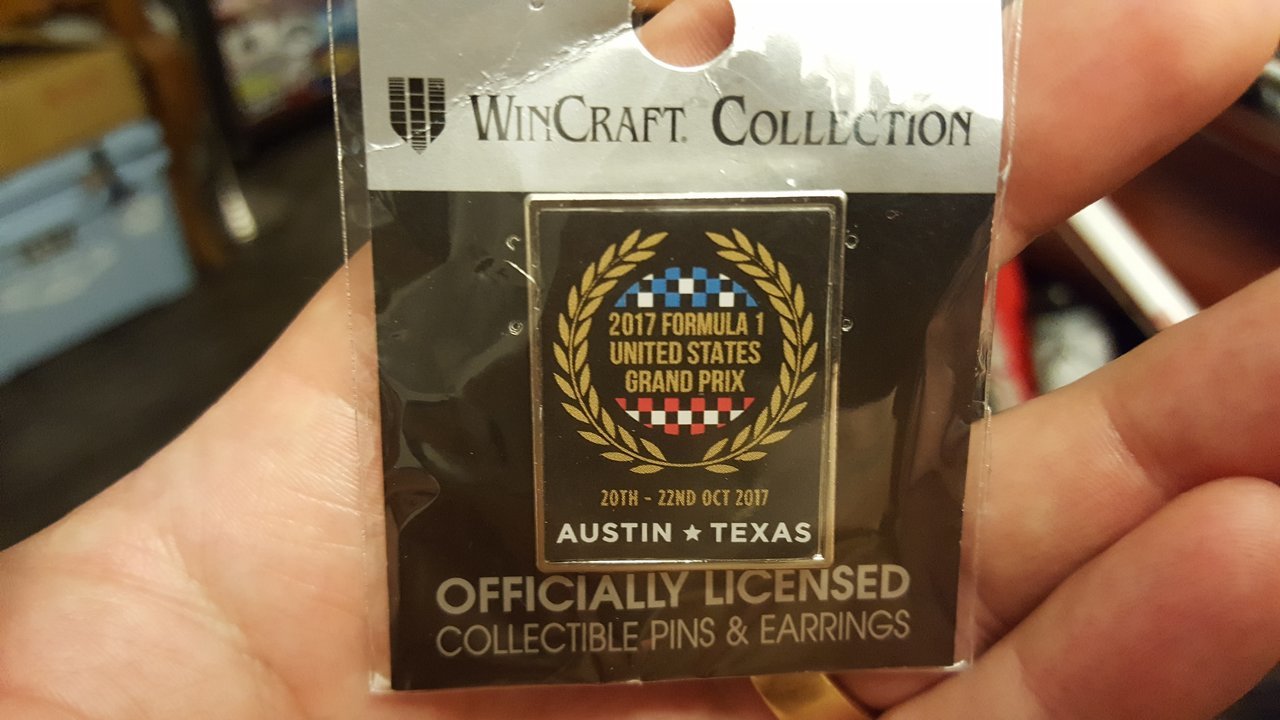 WINCRAFT® COLLECTION
2017 FORMULA 1
UNITED STATES
GRAND PRIX
20TH - 22ND OCT 2017
AUSTIN ★ TEXAS
OFFICIALLY LICENSED
COLLECTIBLE PINS & EARRINGS